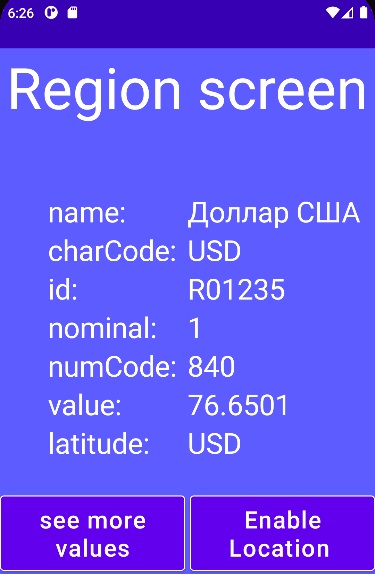 6:26
Region screen
name: Доллар США
charCode: USD
id: R01235
nominal: 1
numCode: 840
value: 76.6501
latitude: USD
see more
values
Enable
Location